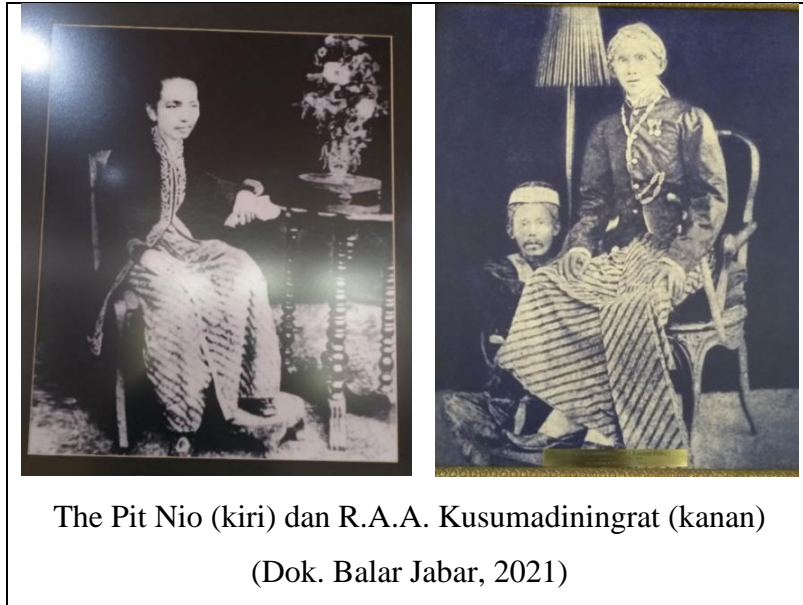 The Pit Nio (kiri) dan R.A.A. Kusumadiningrat (kanan)
(Dok. Balar Jabar, 2021)